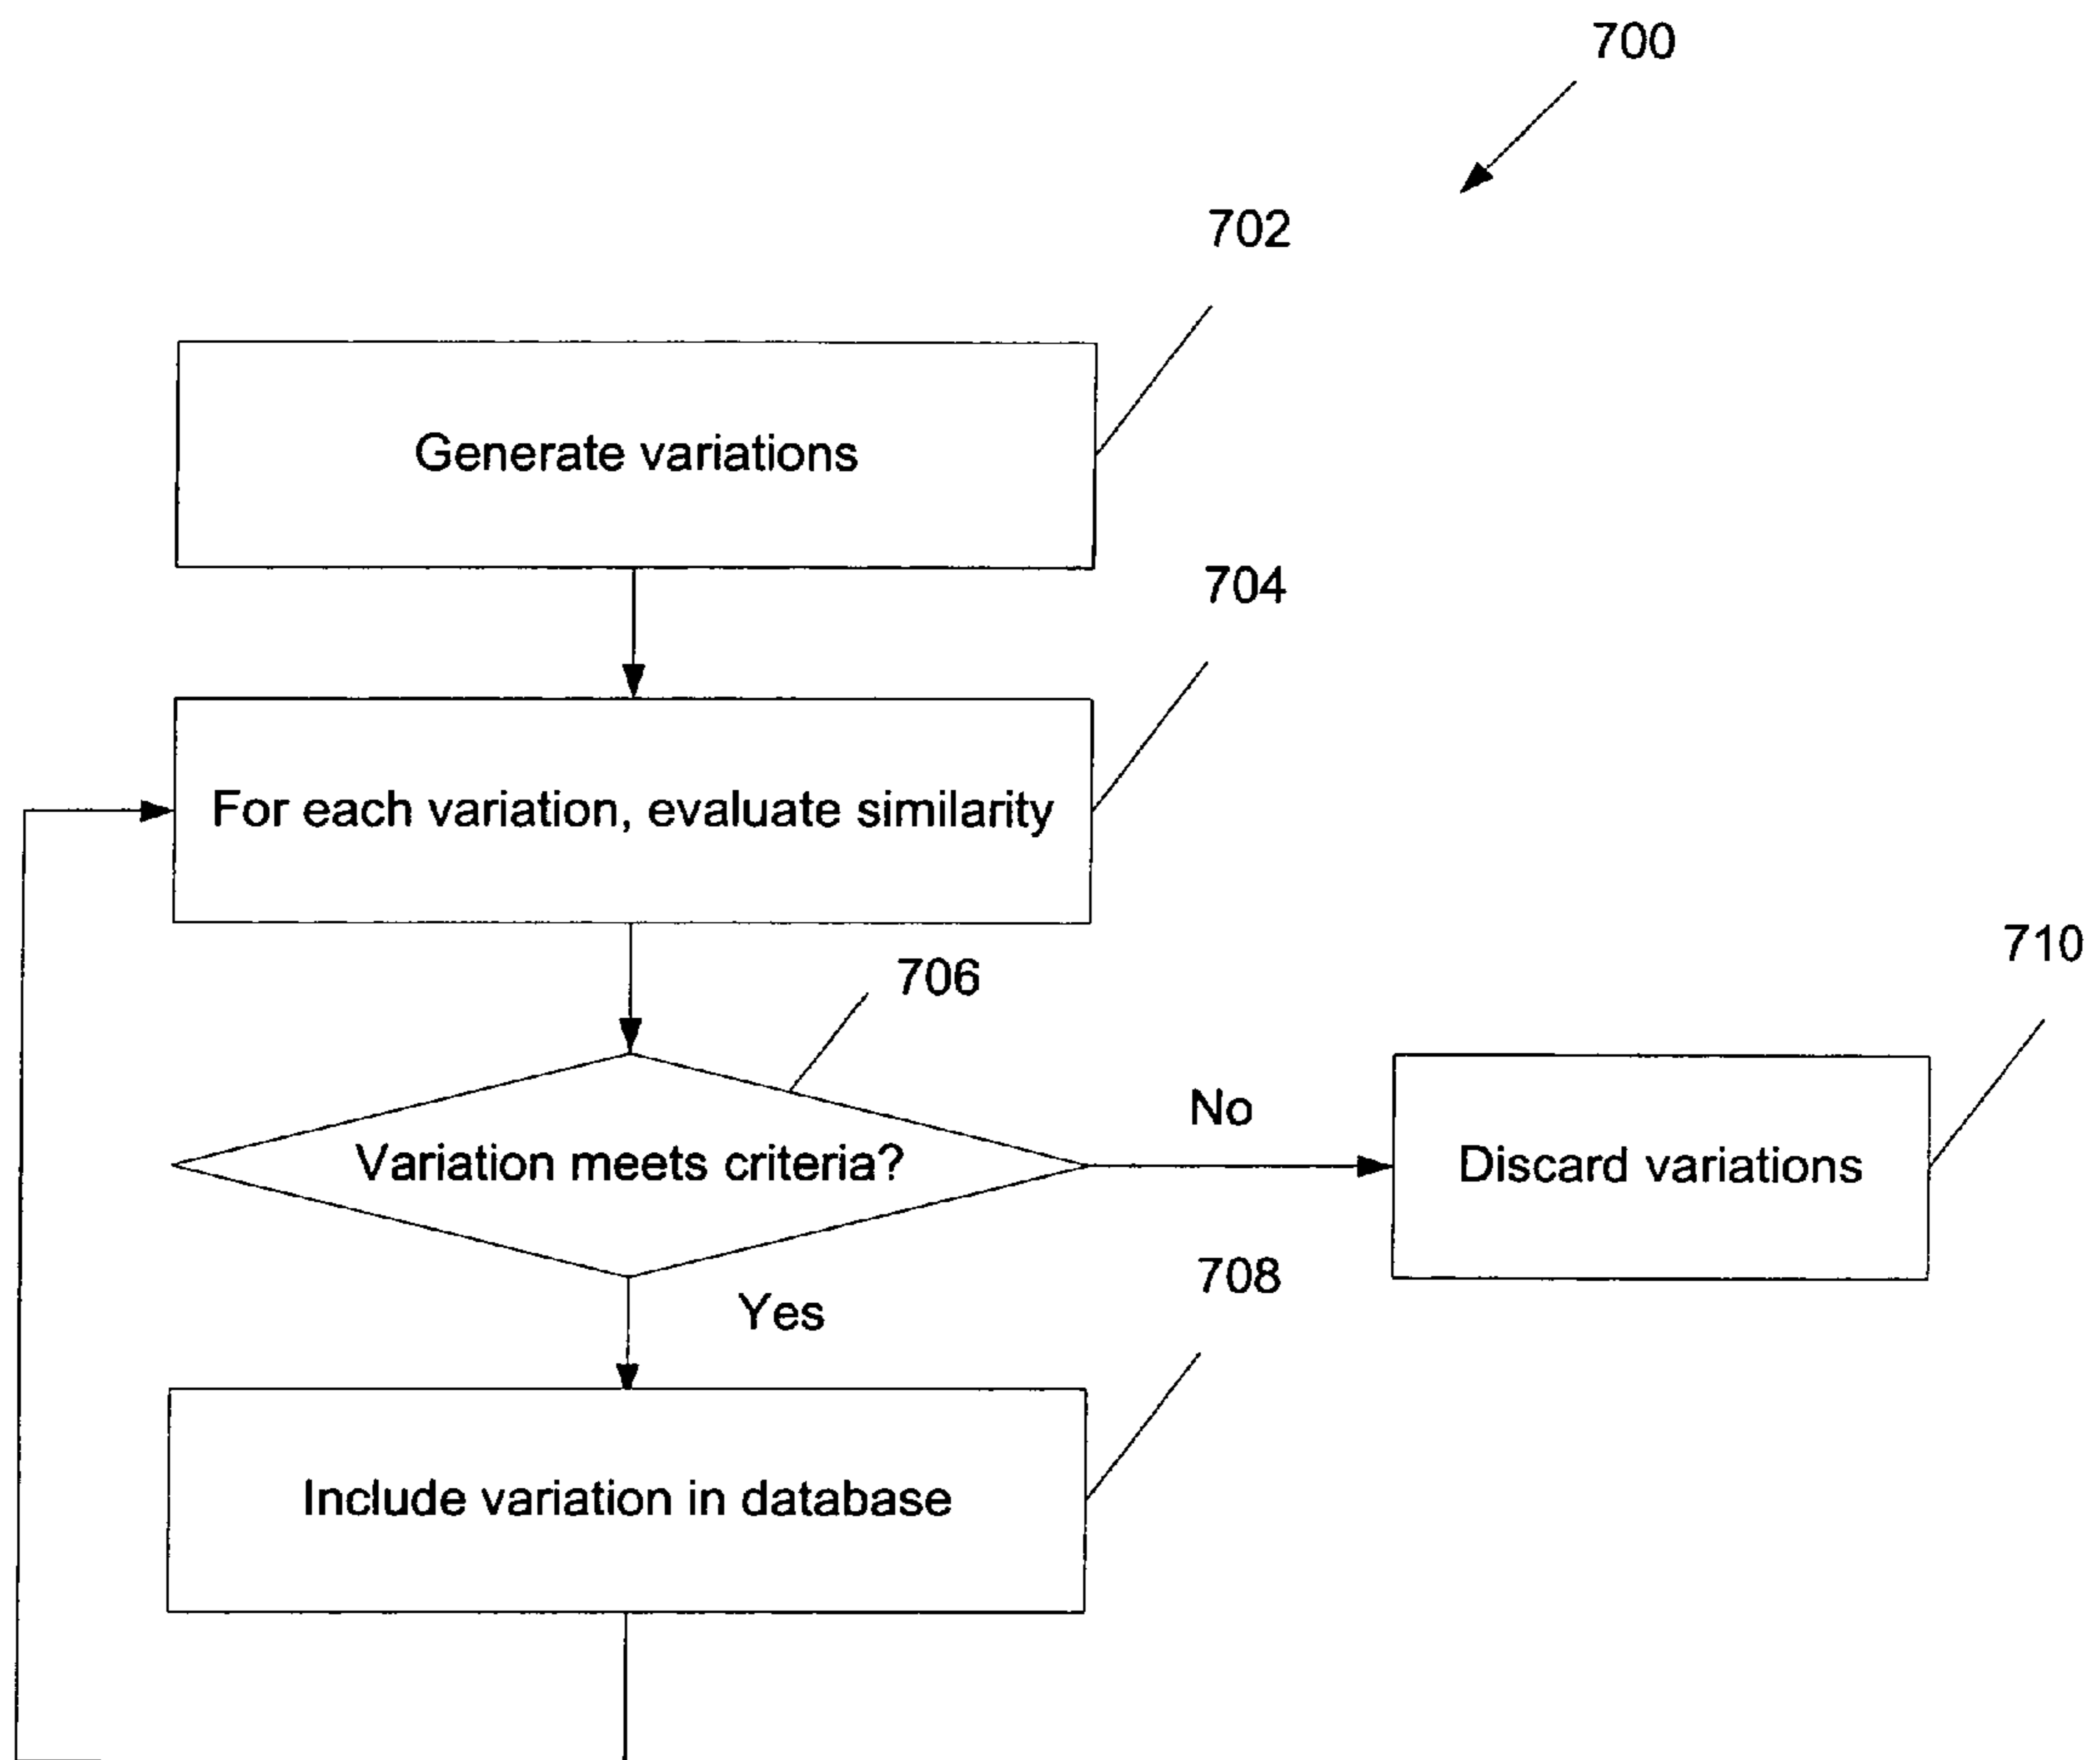 700
702
Generate variations
704
For each variation, evaluate similarity
706
710
Variation meets criteria?
No
Discard variations
708
Yes
Include variation in database